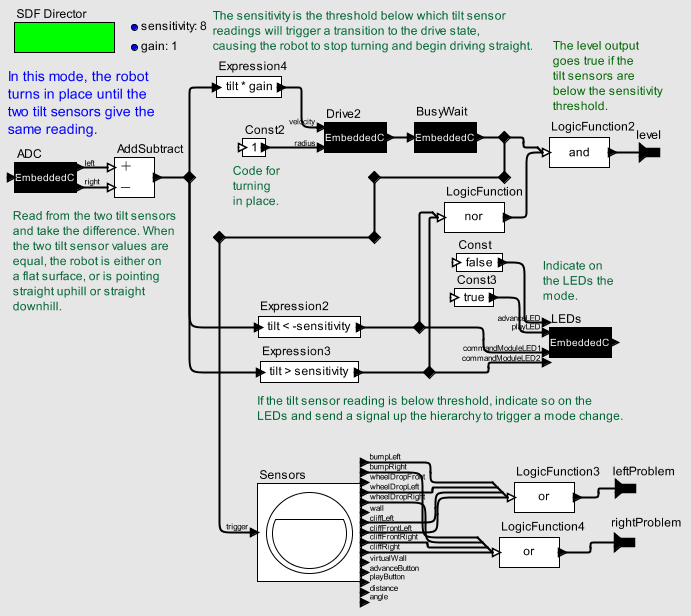 SDF Director
sensitivity: 8
gain: 1
The sensitivity is the threshold below which tilt sensor
readings will trigger a transition to the drive state,
causing the robot to stop turning and begin driving straight.
The level output
goes true if the
tilt sensors are
below the sensitivity
threshold.
In this mode, the robot
turns in place until the
two tilt sensors give the
same reading.
Expression4
tilt * gain
Const2
1
Code for
turning
in place.
velocity
radius
Drive2
EmbeddedC
BusyWait
EmbeddedC
LogicFunction2
and
level
ADC
EmbeddedC
left
right
AddSubtract
+
−
Read from the two tilt sensors
and take the difference. When
the two tilt sensor values are
equal, the robot is either on
a flat surface, or is pointing
straight uphill or straight
downhill.
LogicFunction
nor
Const
false
Const3
true
Indicate on
the LEDs the
mode.
Expression2
tilt < -sensitivity
Expression3
tilt > sensitivity
advanceLED
playLED
commandModuleLED1
commandModuleLED2
LEDs
EmbeddedC
If the tilt sensor reading is below threshold, indicate so on the
LEDs and send a signal up the hierarchy to trigger a mode change.
Sensors
trigger
bumpLeft
bumpRight
wheelDropFront
wheelDropLeft
wheelDropRight
wall
cliffLeft
cliffFrontLeft
cliffFrontRight
cliffRight
virtualWall
advanceButton
playButton
distance
angle
LogicFunction3
or
leftProblem
LogicFunction4
or
rightProblem